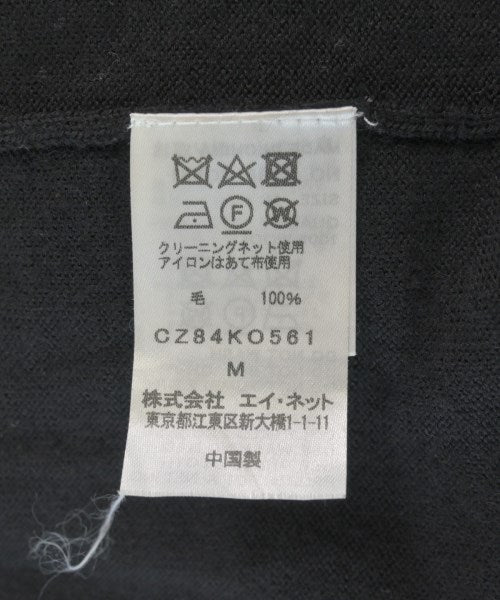 F W
クリーニングネット使用
アイロンはあて布使用
毛 100%
CZ84KO561
M
株式会社 エイ・ネット
東京都江東区新大橋1-1-11
中国製